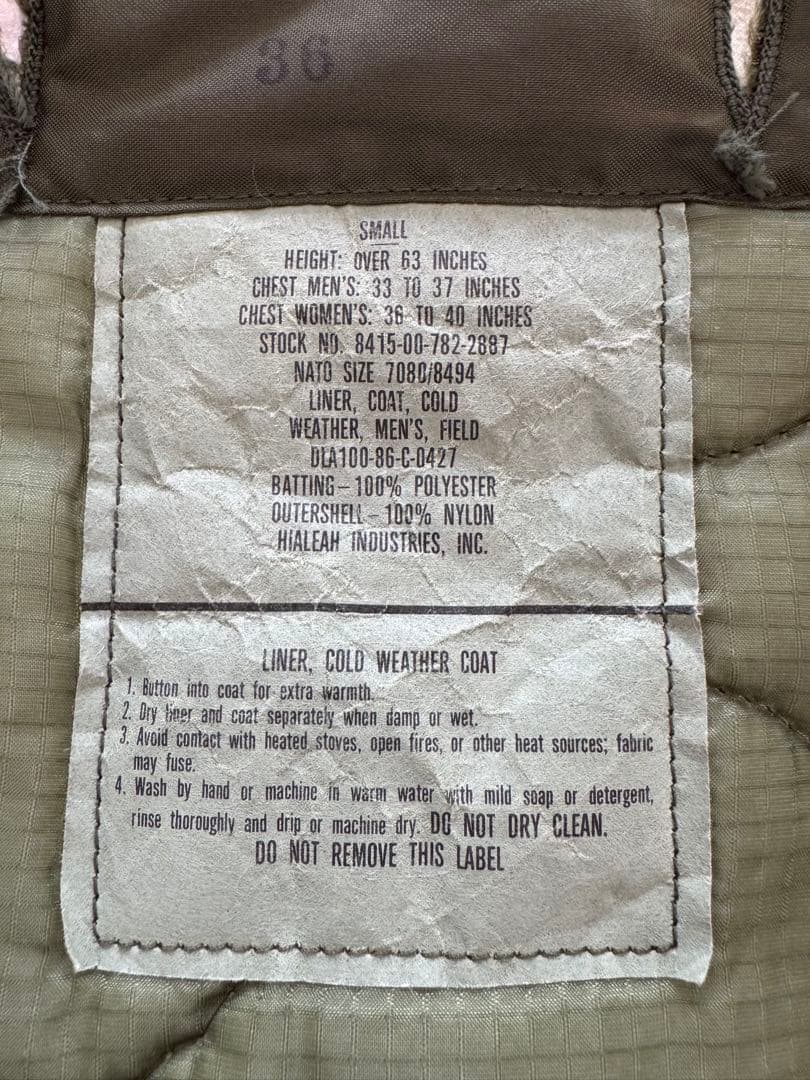 36
SMALL
HEIGHT: OVER 63 INCHES
CHEST MEN'S: 33 TO 37 INCHES
CHEST WOMEN'S: 36 TO 40 INCHES
STOCK NO. 8415-00-782-2887
NATO SIZE 7080/8494
LINER, COAT, COLD
WEATHER, MEN'S, FIELD
DLA100-86-C-0427
BATTING–100% POLYESTER
OUTERSHELL–100% NYLON
HIALEAH INDUSTRIES, INC.
LINER, COLD WEATHER COAT
1. Button into coat for extra warmth.
2. Dry liner and coat separately when damp or wet.
3. Avoid contact with heated stoves, open fires, or other heat sources; fabric
may fuse.
4. Wash by hand or machine in warm water with mild soap or detergent,
rinse thoroughly and drip or machine dry. DO NOT DRY CLEAN.
DO NOT REMOVE THIS LABEL